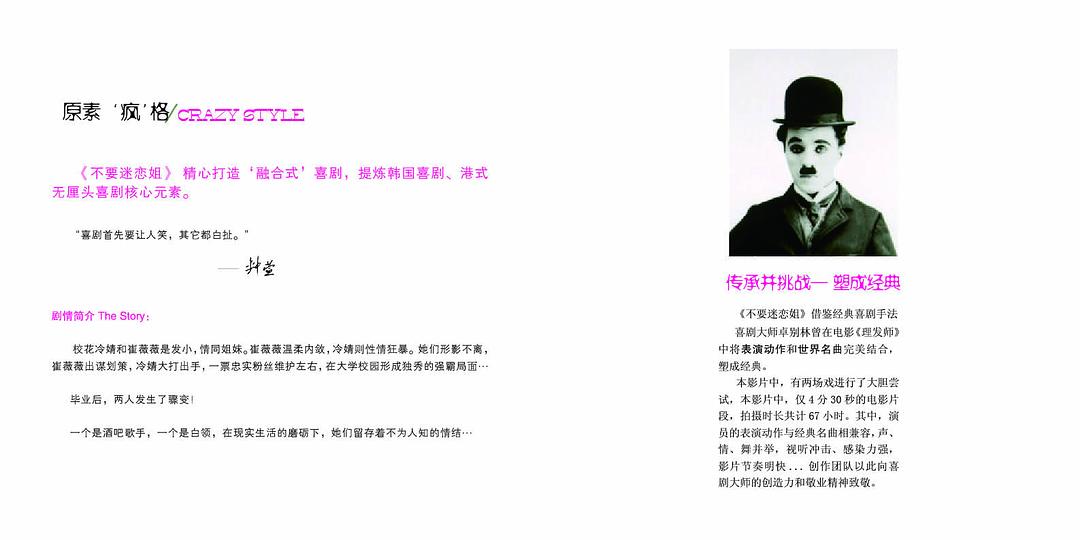 原素‘疯’格/CRAZY STYLE
《不要迷恋姐》 精心打造‘融合式’喜剧，提炼韩国喜剧、港式
无厘头喜剧核心元素。
“喜剧首先要让人笑，其它都白扯。”
剧情简介 The Story：
校花冷婧和崔薇薇是发小，情同姐妹。崔薇薇温柔内敛，冷婧则性情狂暴。她们形影不离，
崔薇薇出谋划策，冷婧大打出手，一票忠实粉丝维护左右，在大学校园形成独秀的强霸局面…
毕业后，两人发生了骤变！
一个是酒吧歌手，一个是白领，在现实生活的磨砺下，她们留存着不为人知的情结…
传承并挑战— 塑成经典
《不要迷恋姐》借鉴经典喜剧手法
喜剧大师卓别林曾在电影《理发师》
中将表演动作和世界名曲完美结合，
塑成经典。
本影片中，有两场戏进行了大胆尝
试，本影片中，仅 4 分 30 秒的电影片
段，拍摄时长共计 67 小时。其中，演
员的表演动作与经典名曲相兼容，声、
情、舞并举，视听冲击、感染力强，
影片节奏明快 ... 创作团队以此向喜
剧大师的创造力和敬业精神致敬。